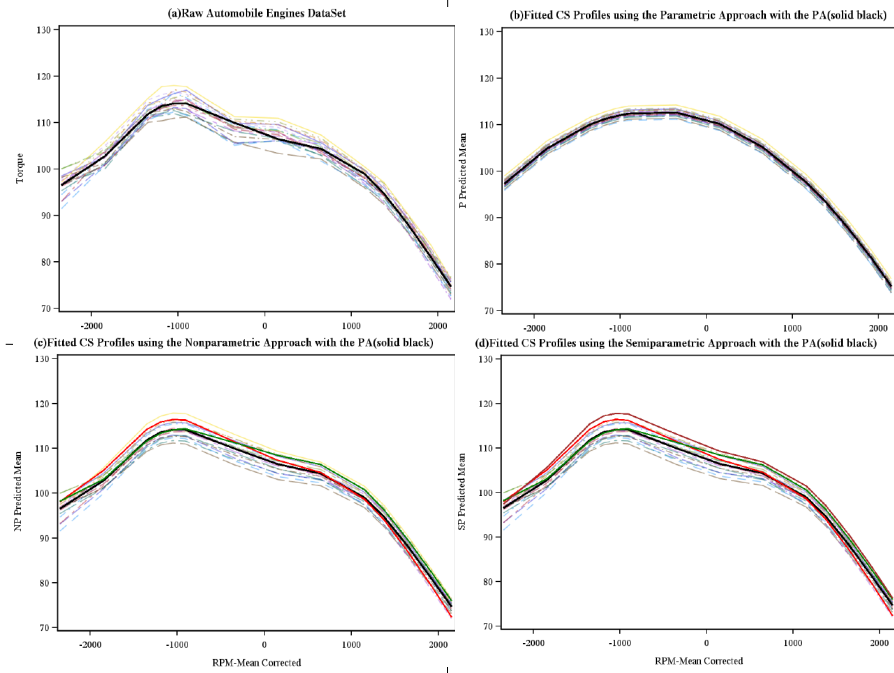 (a)Raw Automobile Engines DataSet
130
120
110
100
90
80
70
Torque
-2000 -1000 0 1000 2000
(b)Fitted CS Profiles using the Parametric Approach with the PA(solid black)
130
120
110
100
90
80
70
P Predicted Mean
-2000 -1000 0 1000 2000
(c)Fitted CS Profiles using the Nonparametric Approach with the PA(solid black)
130
120
110
100
90
80
70
NP Predicted Mean
-2000 -1000 0 1000 2000
RPM-Mean Corrected
(d)Fitted CS Profiles using the Semiparametric Approach with the PA(solid black)
130
120
110
100
90
80
70
SP Predicted Mean
-2000 -1000 0 1000 2000
RPM-Mean Corrected